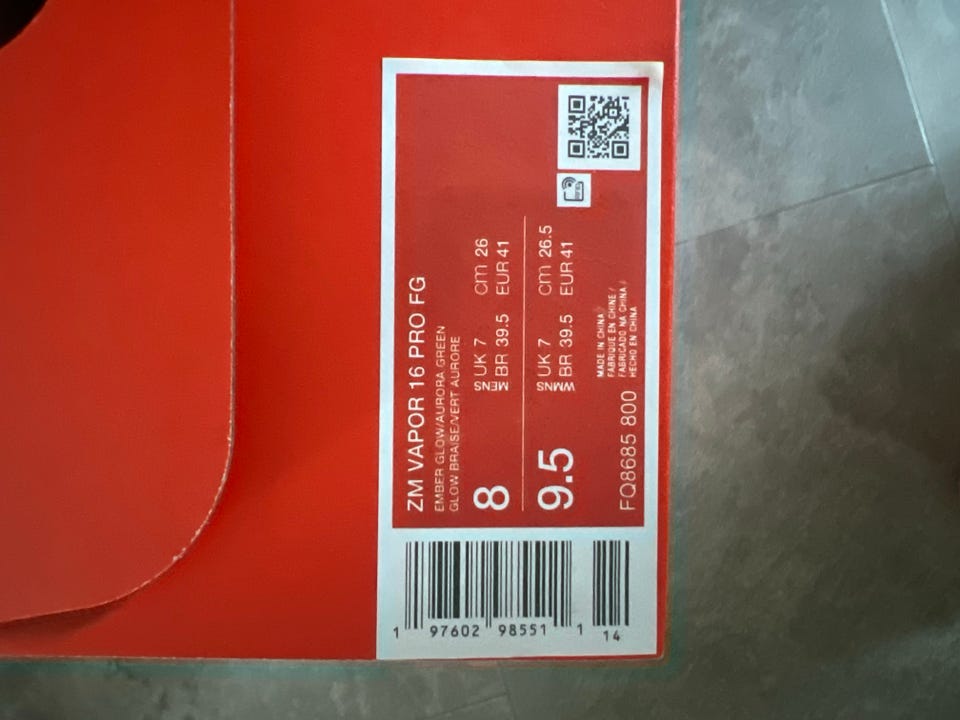 ZM VAPOR 16 PRO FG
EMBER GLOW/AURORA GREEN
GLOW BRAISE/VERT AURORE
8 MENS UK 7 cm 26
BR 39.5 EUR 41
9.5 WMNS UK 7 cm 26.5
BR 39.5 EUR 41
MADE IN CHINA/
FABRIQUE EN CHINE/
FABRICADO NA CHINA/
HECHO EN CHINA
FQ8685 800
1 97602 98551 1 14